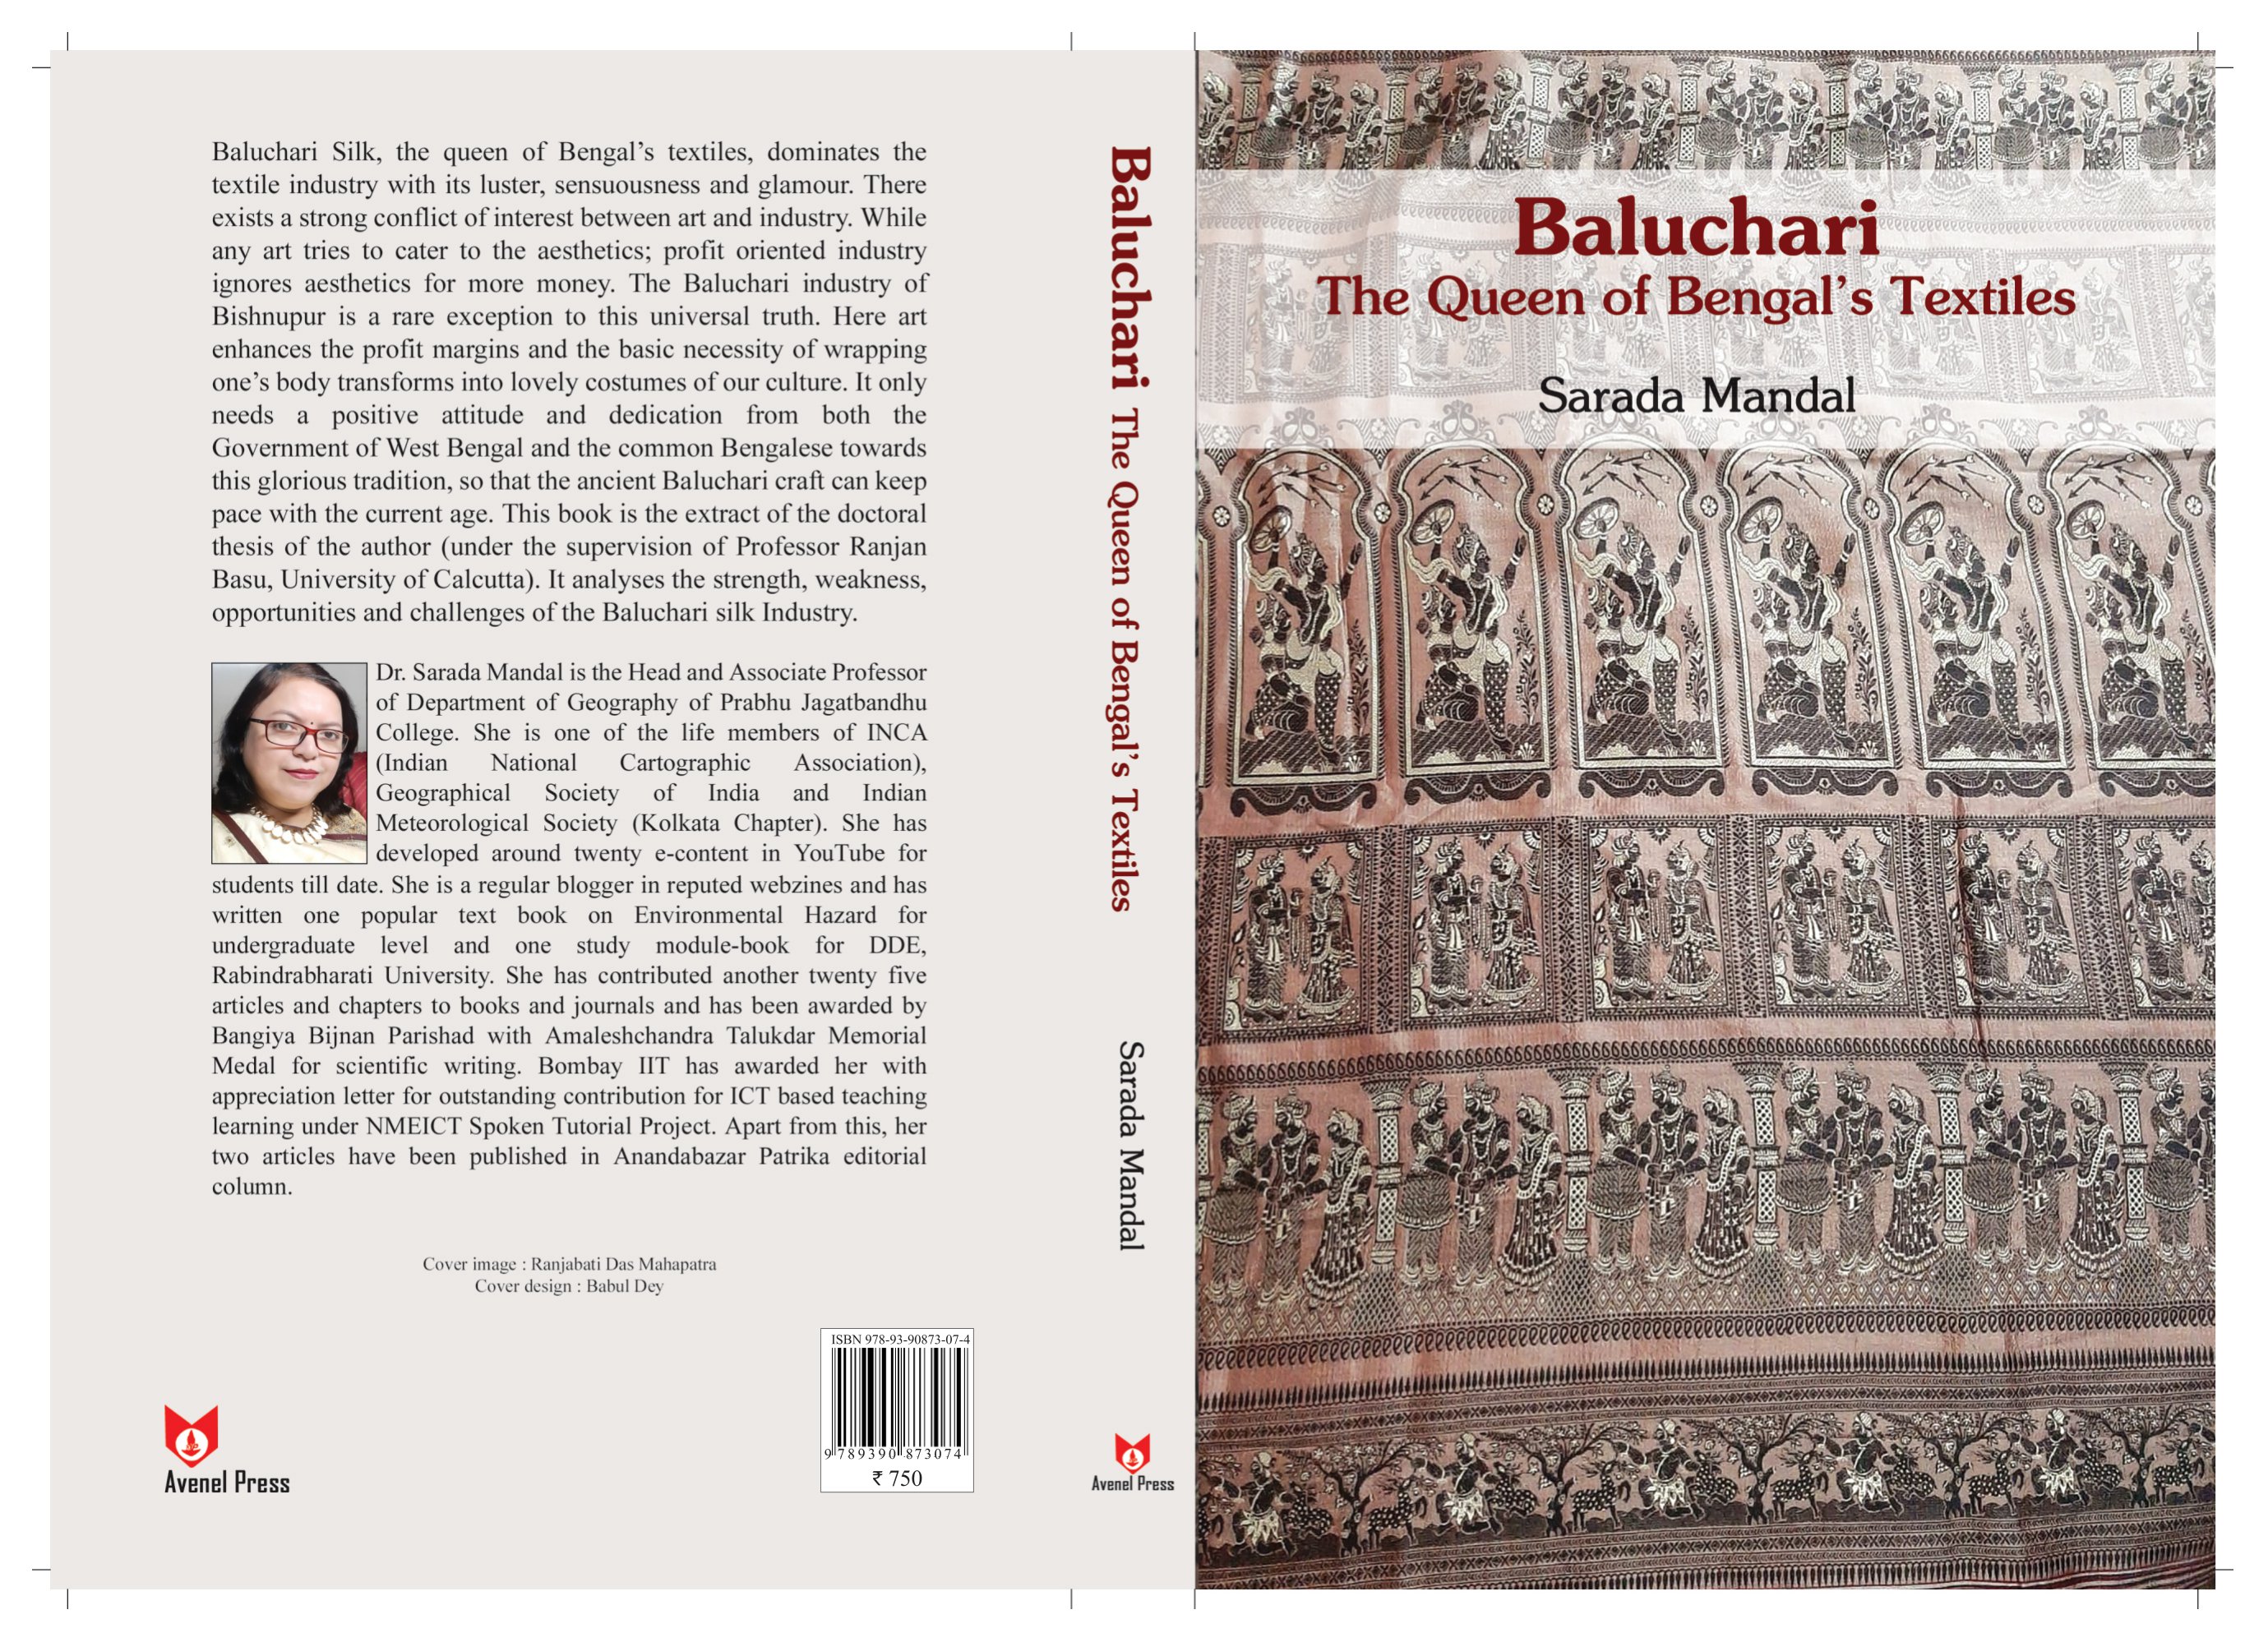 Baluchari Silk, the queen of Bengal’s textiles, dominates the
textile industry with its luster, sensuousness and glamour. There
exists a strong conflict of interest between art and industry. While
any art tries to cater to the aesthetics; profit oriented industry
ignores aesthetics for more money. The Baluchari industry of
Bishnupur is a rare exception to this universal truth. Here art
enhances the profit margins and the basic necessity of wrapping
one’s body transforms into lovely costumes of our culture. It only
needs a positive attitude and dedication from both the
Government of West Bengal and the common Bengalese towards
this glorious tradition, so that the ancient Baluchari craft can keep
pace with the current age. This book is the extract of the doctoral
thesis of the author (under the supervision of Professor Ranjan
Basu, University of Calcutta). It analyses the strength, weakness,
opportunities and challenges of the Baluchari silk Industry.
Dr. Sarada Mandal is the Head and Associate Professor
of Department of Geography of Prabhu Jagatbandhu
College. She is one of the life members of INCA
(Indian National Cartographic Association),
Geographical Society of India and Indian
Meteorological Society (Kolkata Chapter). She has
developed around twenty e-content in YouTube for
students till date. She is a regular blogger in reputed webzines and has
written one popular text book on Environmental Hazard for
undergraduate level and one study module-book for DDE,
Rabindrabharati University. She has contributed another twenty five
articles and chapters to books and journals and has been awarded by
Bangiya Bijnan Parishad with Amaleshchandra Talukdar Memorial
Medal for scientific writing. Bombay IIT has awarded her with
appreciation letter for outstanding contribution for ICT based teaching
learning under NMEICT Spoken Tutorial Project. Apart from this, her
two articles have been published in Anandabazar Patrika editorial
column.
Cover image : Ranjabati Das Mahapatra
Cover design : Babul Dey
ISBN 978-93-90873-07-4
9 789390 873074
₹ 750
Avenel Press
Baluchari The Queen of Bengal’s Textiles
Sarada Mandal
Avenel Press
Baluchari
The Queen of Bengal’s Textiles
Sarada Mandal